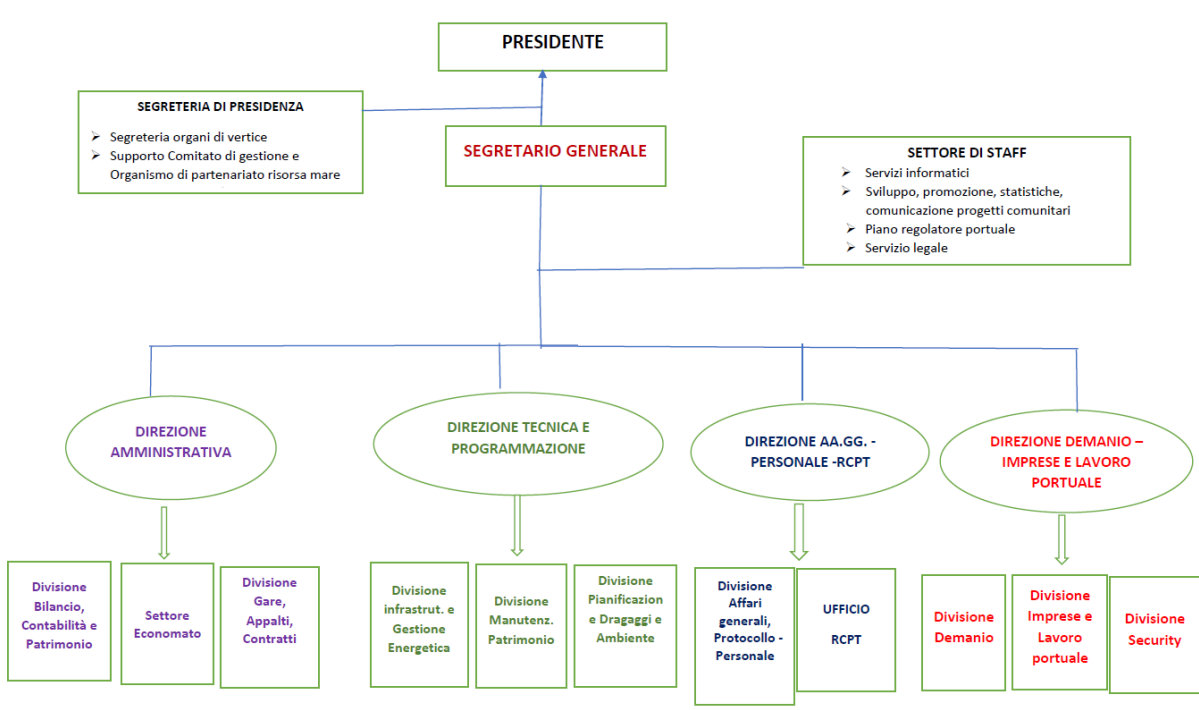 PRESIDENTE
SEGRETERIA DI PRESIDENZA
➢ Segreteria organi di vertice
➢ Supporto Comitato di gestione e
Organismo di partenariato risorsa mare
SEGRETARIO GENERALE
SETTORE DI STAFF
➢ Servizi informatici
➢ Sviluppo, promozione, statistiche,
comunicazione progetti comunitari
➢ Piano regolatore portuale
➢ Servizio legale
DIREZIONE
AMMINISTRATIVA
DIREZIONE TECNICA E
PROGRAMMAZIONE
DIREZIONE AA.GG. -
PERSONALE -RCPT
DIREZIONE DEMANIO –
IMPRESE E LAVORO
PORTUALE
Divisione
Bilancio,
Contabilità e
Patrimonio
Settore
Economato
Divisione
Gare,
Appalti,
Contratti
Divisione
infrastrut. e
Gestione
Energetica
Divisione
Manutenz.
Patrimonio
Divisione
Pianificazion
e Dragaggi e
Ambiente
Divisione
Affari
generali,
Protocollo -
Personale
UFFICIO
RCPT
Divisione
Demanio
Divisione
Imprese e
Lavoro
portuale
Divisione
Security